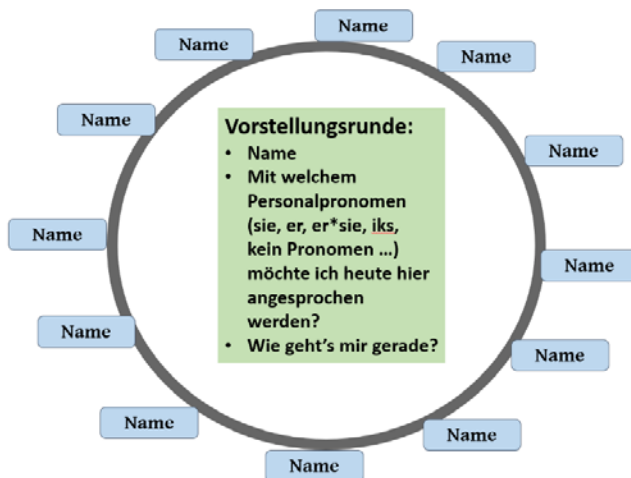 Name
Name
Name
Name
Name
Name
Name
Name
Name
Name
Name
Name
Vorstellungsrunde:
• Name
• Mit welchem
Personalpronomen
(sie, er, er*sie, iks,
kein Pronomen ...)
möchte ich heute hier
angesprochen
werden?
• Wie geht's mir gerade?